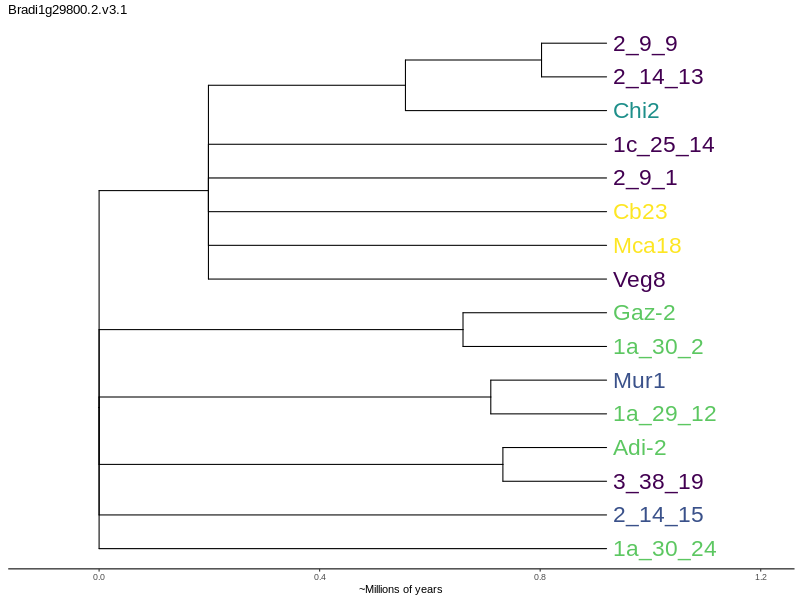 Bradi1g29800.2.v3.1
2_9_9
2_14_13
Chi2
1c_25_14
2_9_1
Cb23
Mca18
Veg8
Gaz-2
1a_30_2
Mur1
1a_29_12
Adi-2
3_38_19
2_14_15
1a_30_24
0.0 0.4 0.8 1.2
~Millions of years